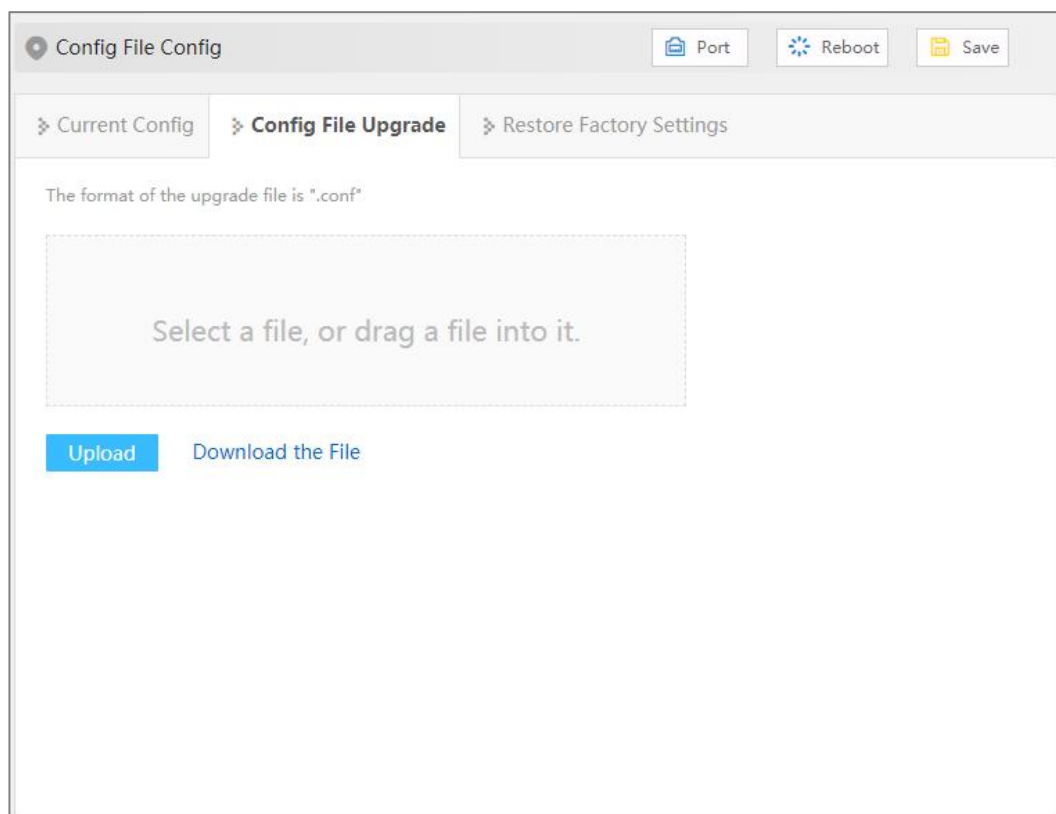 Config File Config Port Reboot Save
Current Config Config File Upgrade Restore Factory Settings
The format of the upgrade file is ".conf"
Select a file, or drag a file into it.
Upload Download the File